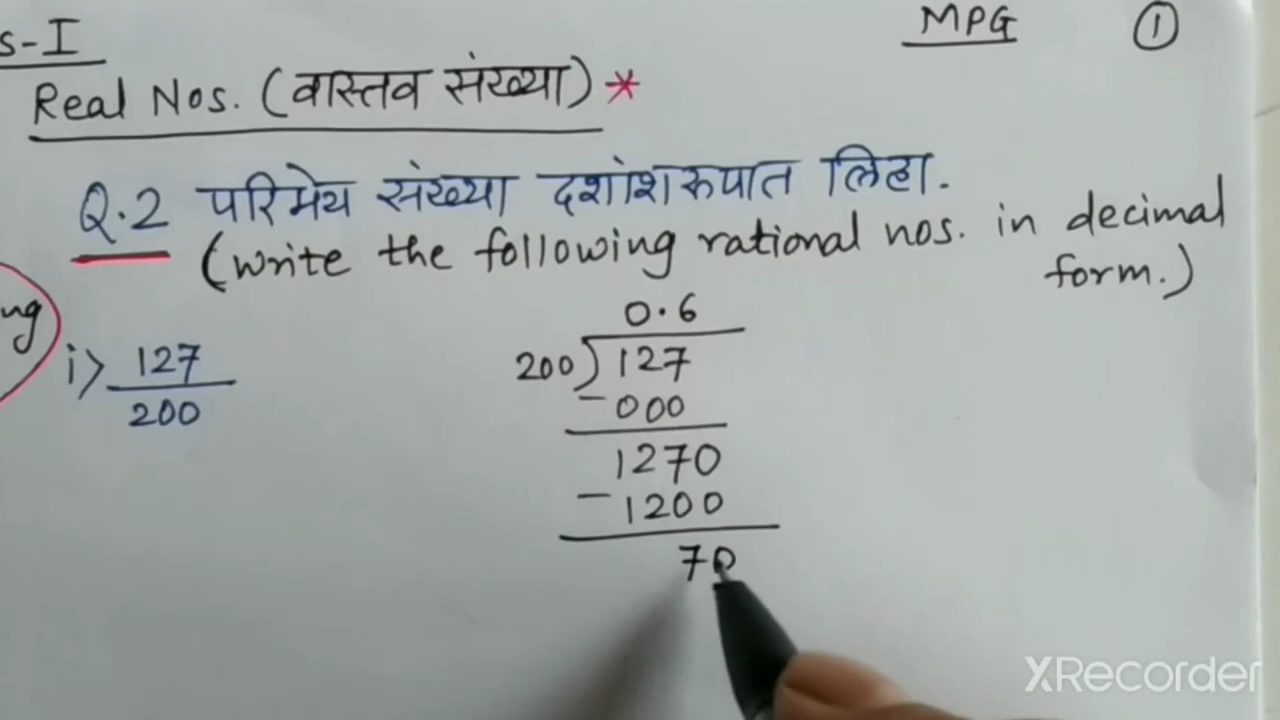 s-I
MPG ①
Real Nos. (वास्तव संख्या) *
Q.2 परिमेय संख्या दशांशरुपात लिहा.
(Write the following rational nos. in decimal
form.)
ng
i) 127
200
0.6
200) 127
- 000
1270
- 1200
70
XRecorder